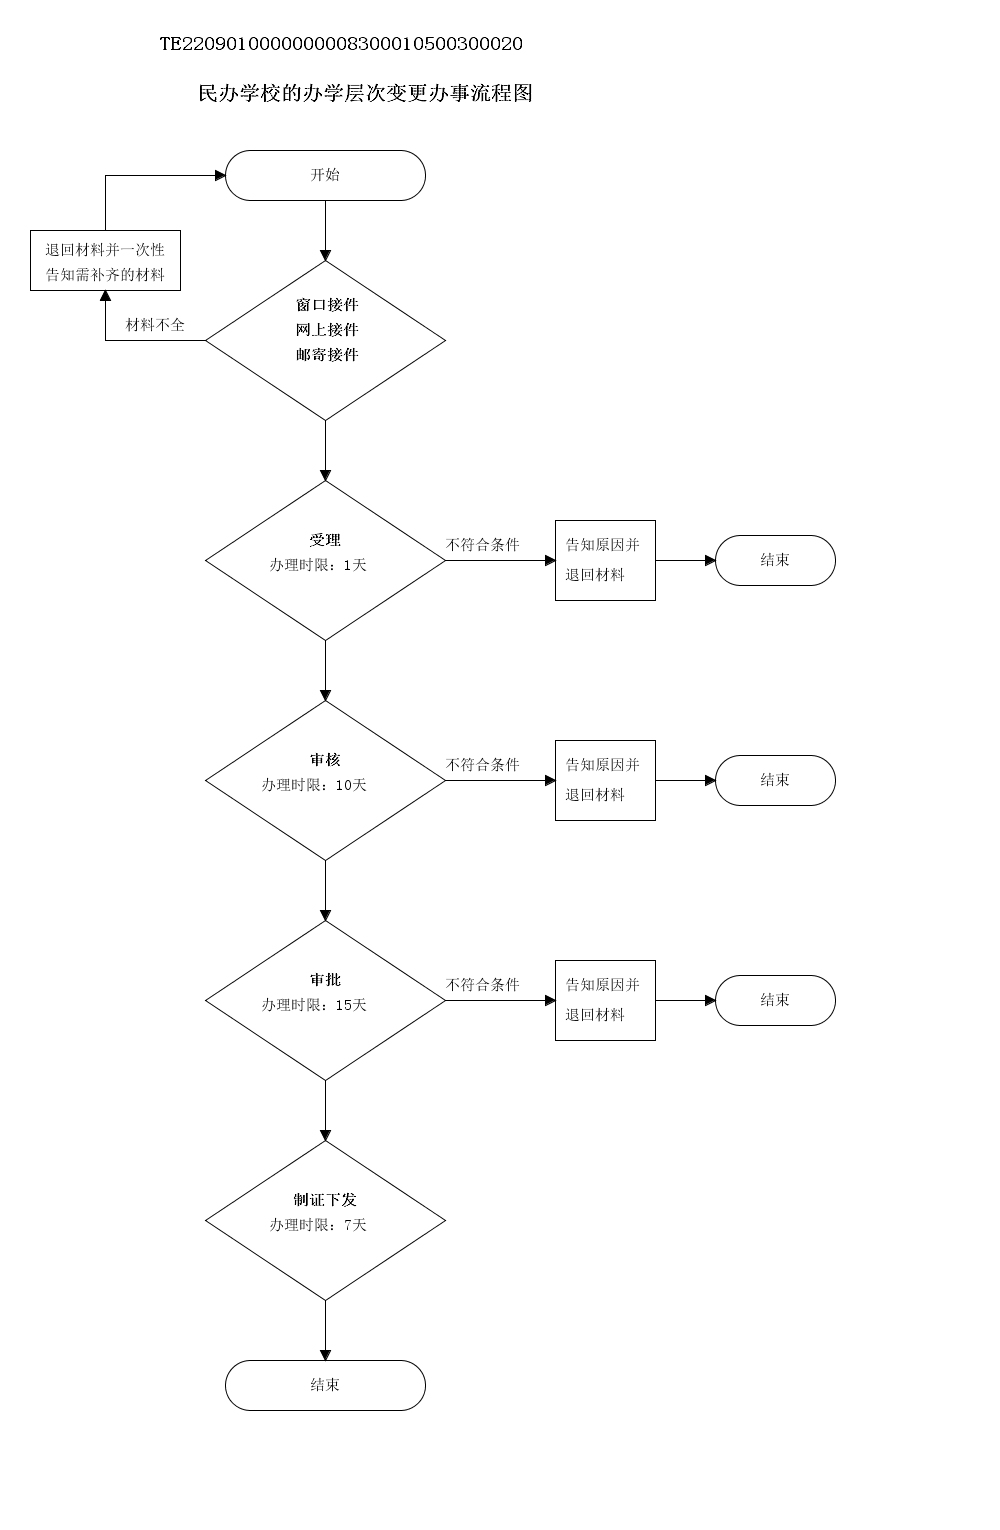 TE2209010000000008300010500300020
民办学校的办学层次变更办事流程图
开始
退回材料并一次性
告知需补齐的材料
材料不全
窗口接件
网上接件
邮寄接件
受理
办理时限：1天
不符合条件
告知原因并
退回材料
结束
审核
办理时限：10天
不符合条件
告知原因并
退回材料
结束
审批
办理时限：15天
不符合条件
告知原因并
退回材料
结束
制证下发
办理时限：7天
结束